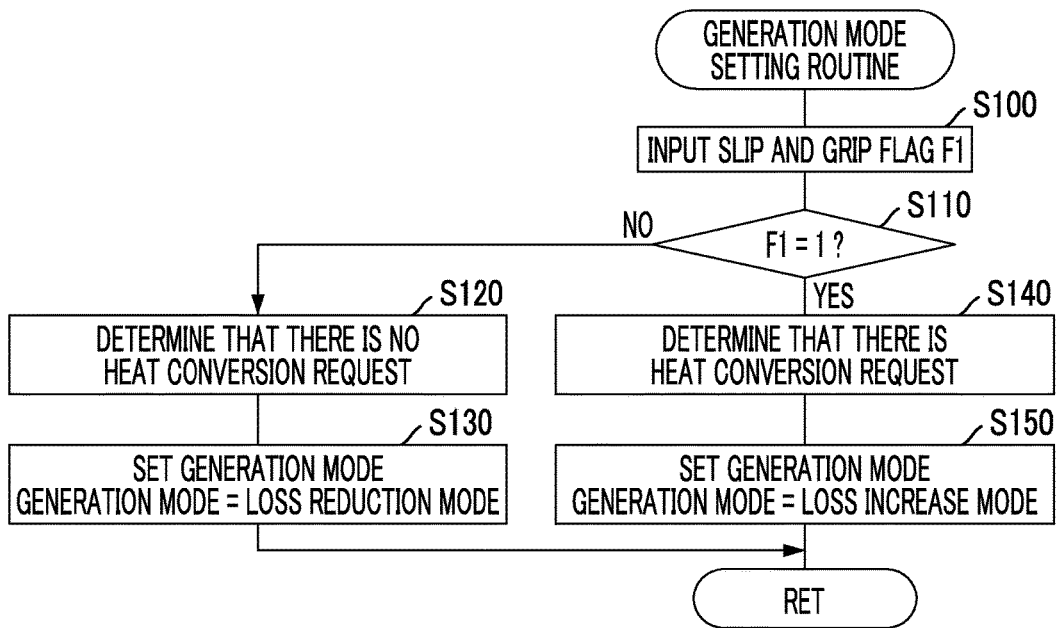 GENERATION MODE
SETTING ROUTINE
S100
INPUT SLIP AND GRIP FLAG F1
S110
F1 = 1 ?
NO
YES
S120
DETERMINE THAT THERE IS NO
HEAT CONVERSION REQUEST
S140
DETERMINE THAT THERE IS
HEAT CONVERSION REQUEST
S130
SET GENERATION MODE
GENERATION MODE = LOSS REDUCTION MODE
S150
SET GENERATION MODE
GENERATION MODE = LOSS INCREASE MODE
RET